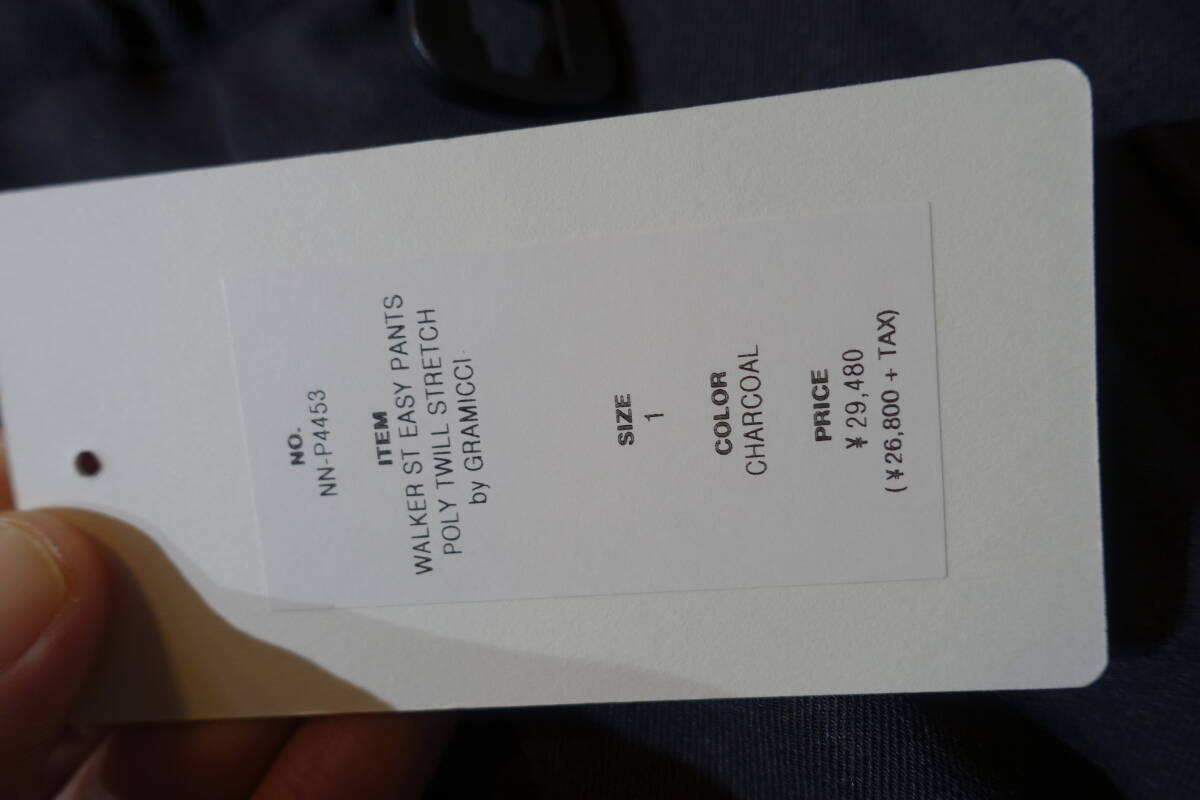 NO.
NN-P4453
ITEM
WALKER ST EASY PANTS
POLY TWILL STRETCH
by GRAMICCI
SIZE
1
COLOR
CHARCOAL
PRICE
¥ 29,480
(¥26,800 + TAX)